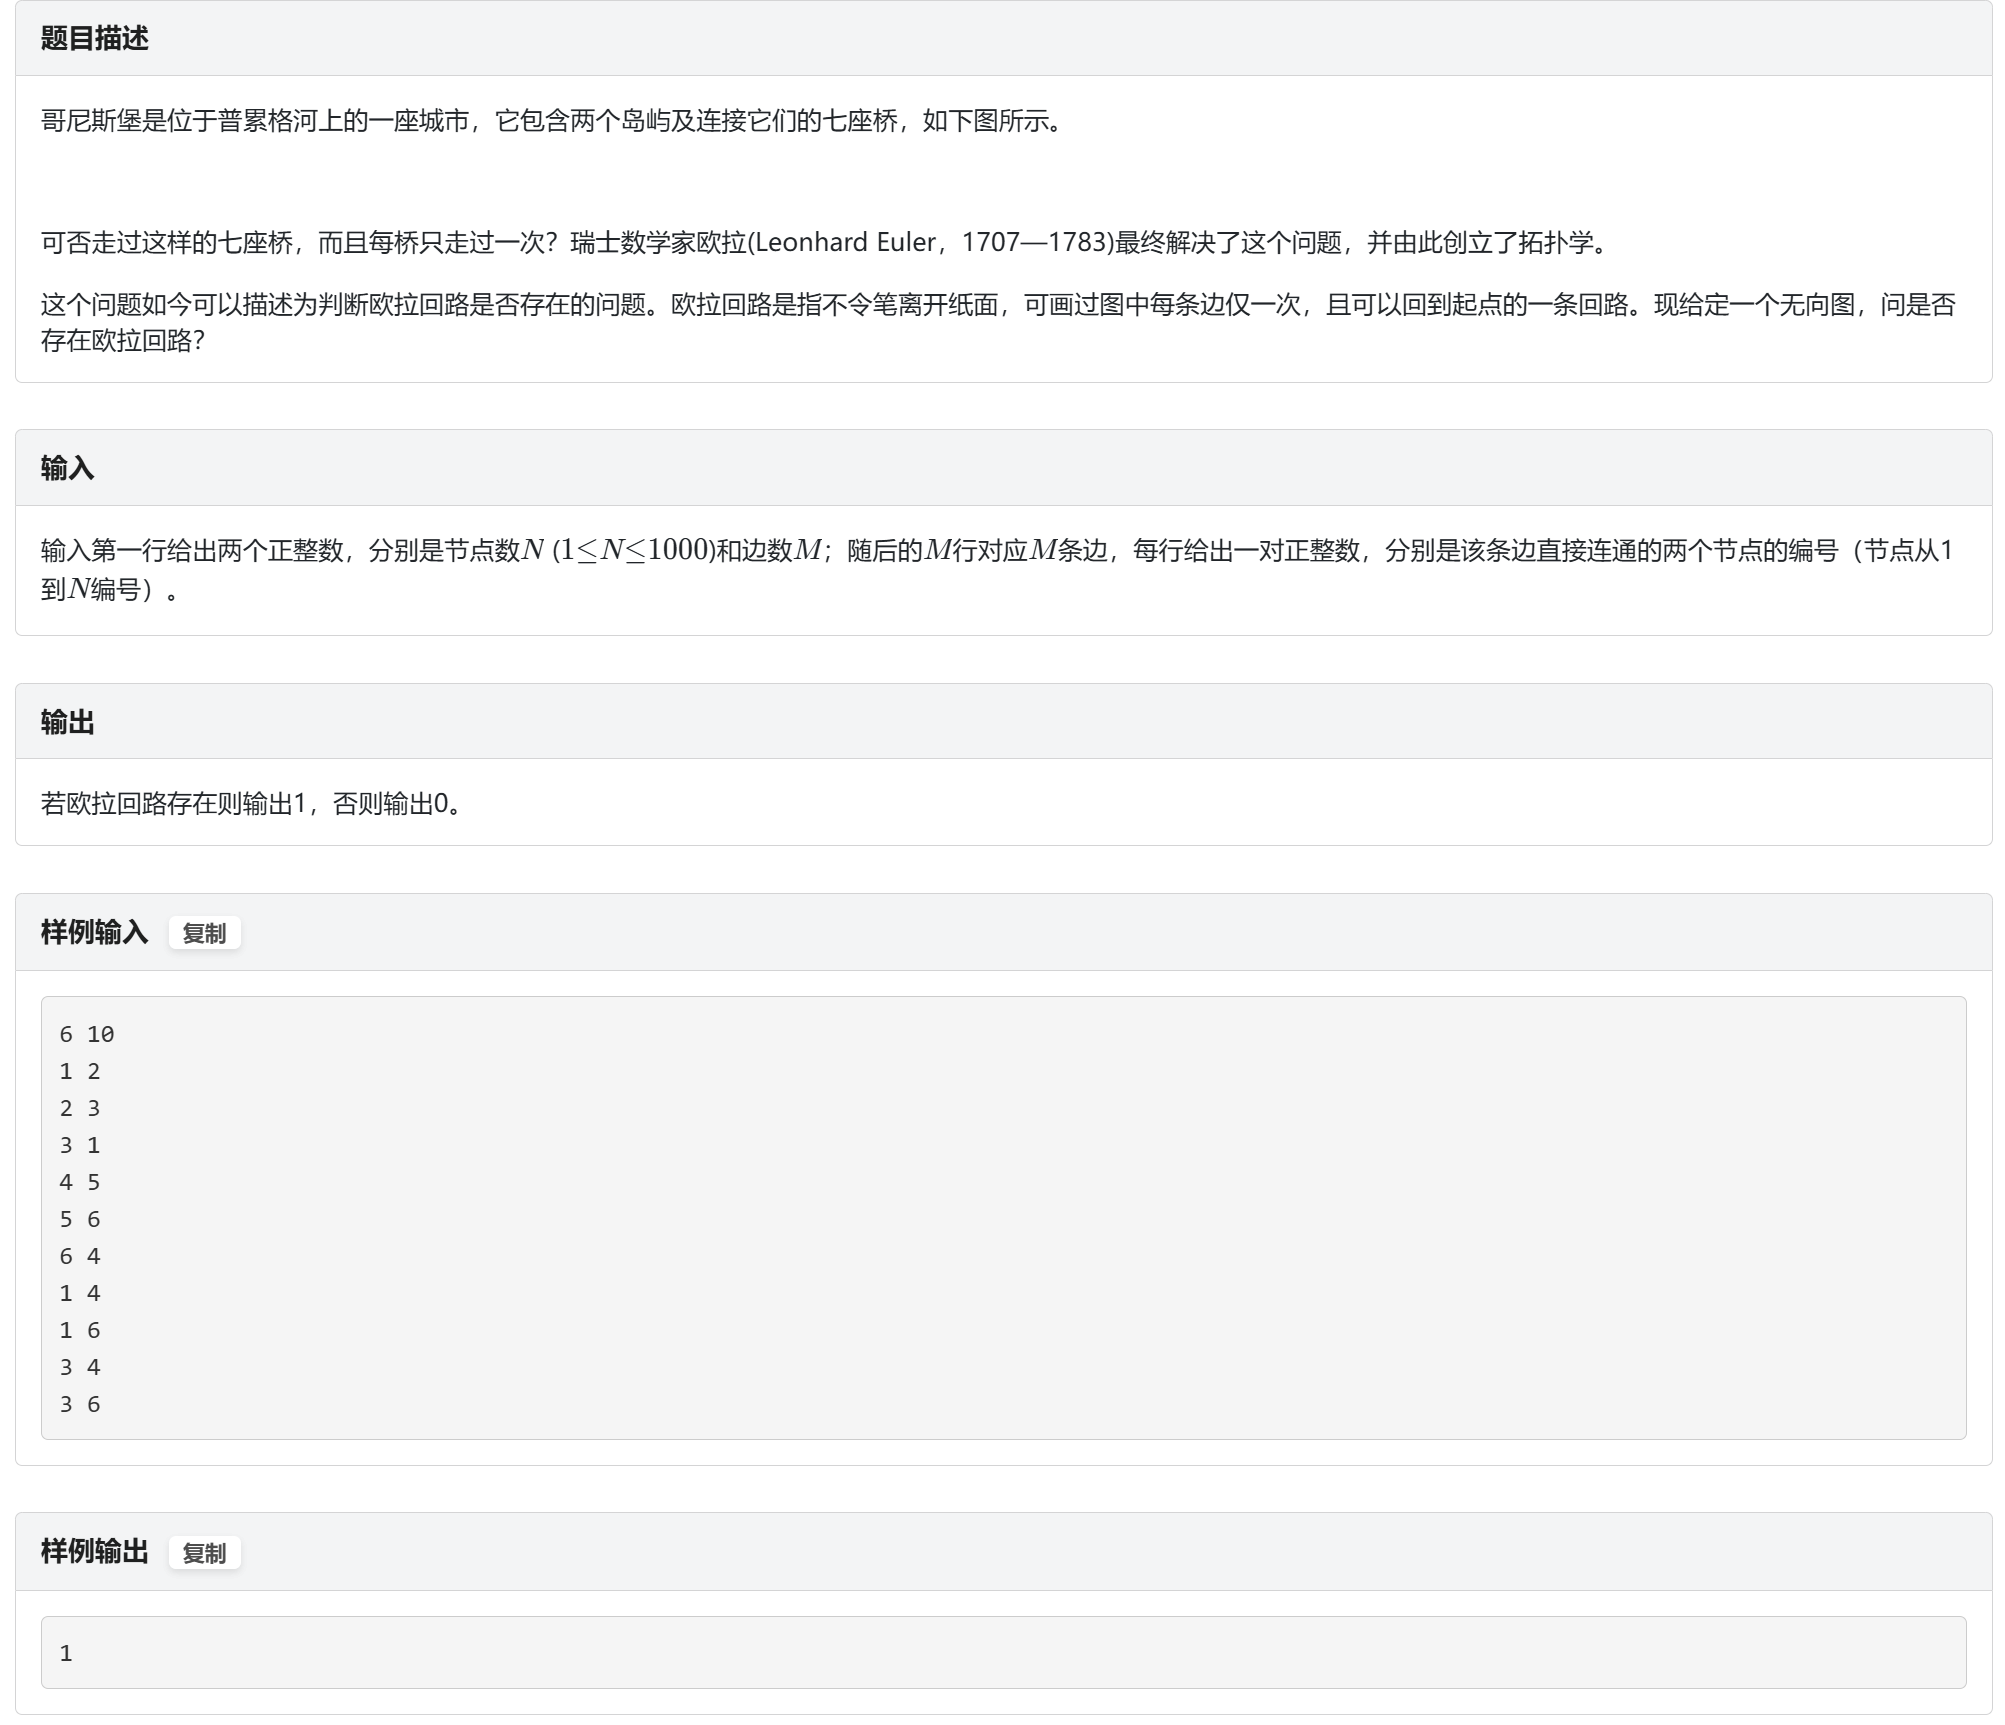 题目描述
哥尼斯堡是位于普累格河上的一座城市，它包含两个岛屿及连接它们的七座桥，如下图所示。
可否走过这样的七座桥，而且每桥只走过一次？瑞士数学家欧拉(Leonhard Euler，1707—1783)最终解决了这个问题，并由此创立了拓扑学。
这个问题如今可以描述为判断欧拉回路是否存在的问题。欧拉回路是指不令笔离开纸面，可画过图中每条边仅一次，且可以回到起点的一条回路。现给定一个无向图，问是否
存在欧拉回路？
输入
输入第一行给出两个正整数，分别是节点数N (1≤N≤1000)和边数M；随后的M行对应M条边，每行给出一对正整数，分别是该条边直接连通的两个节点的编号（节点从1
到N编号）。
输出
若欧拉回路存在则输出1，否则输出0。
样例输入 复制
6 10
1 2
2 3
3 1
4 5
5 6
6 4
1 4
1 6
3 4
3 6
样例输出 复制
1